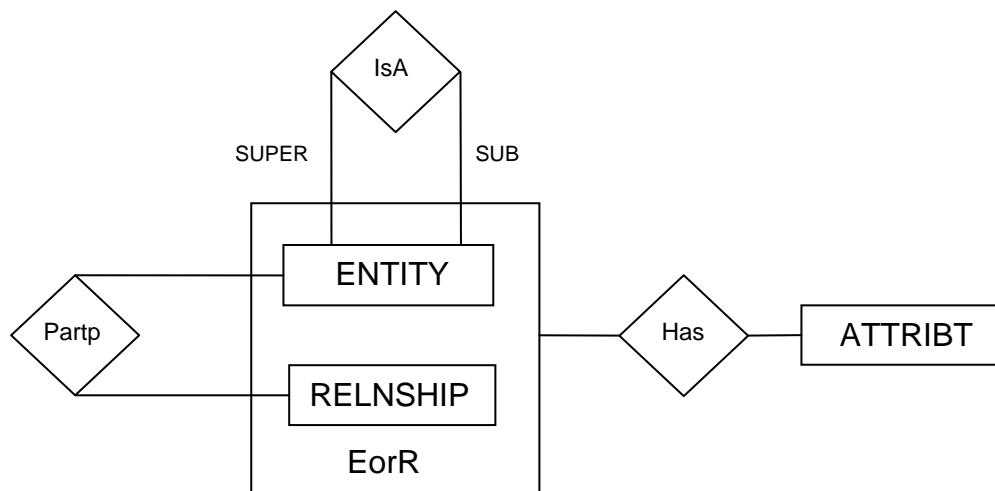 IsA
SUPER
SUB
ENTITY
Partp
Has
ATTRIBT
RELNSHIP
EorR